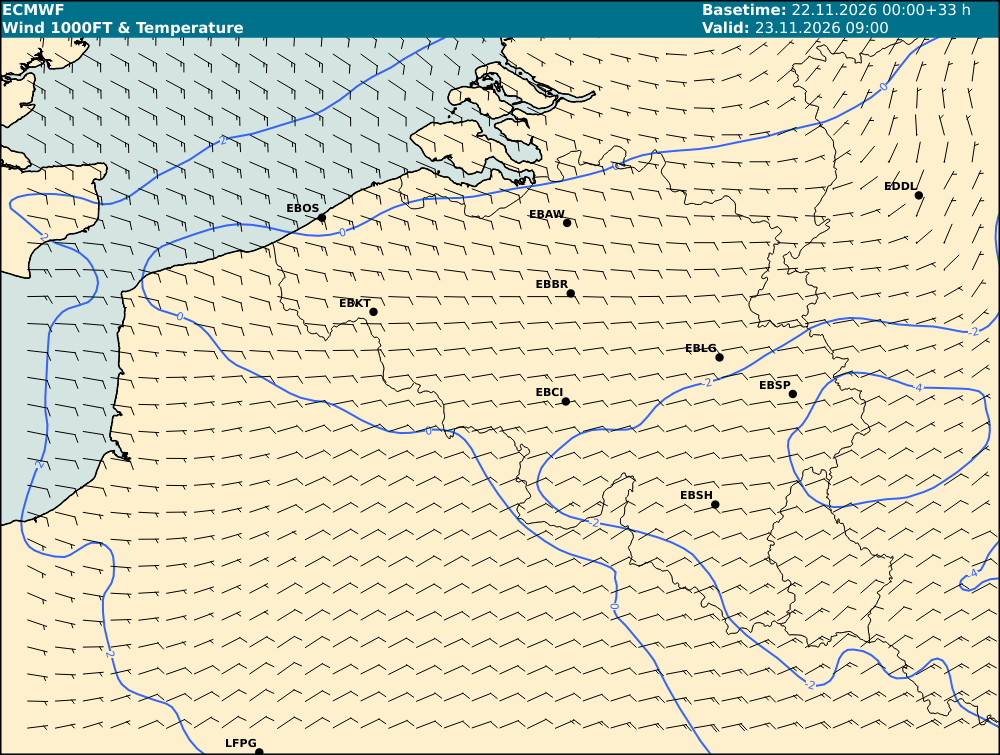 ECMWF
Basetime: 22.11.2026 00:00+33 h
Wind 1000FT & Temperature
Valid: 23.11.2026 09:00
2
0
0
EDDL
EBOS
EBAW
2
0
EBBR
EBKT
0
-2
EBLG
-2
EBSP
-4
EBCI
0
2
EBSH
-2
-4
0
2
-2
LFPG